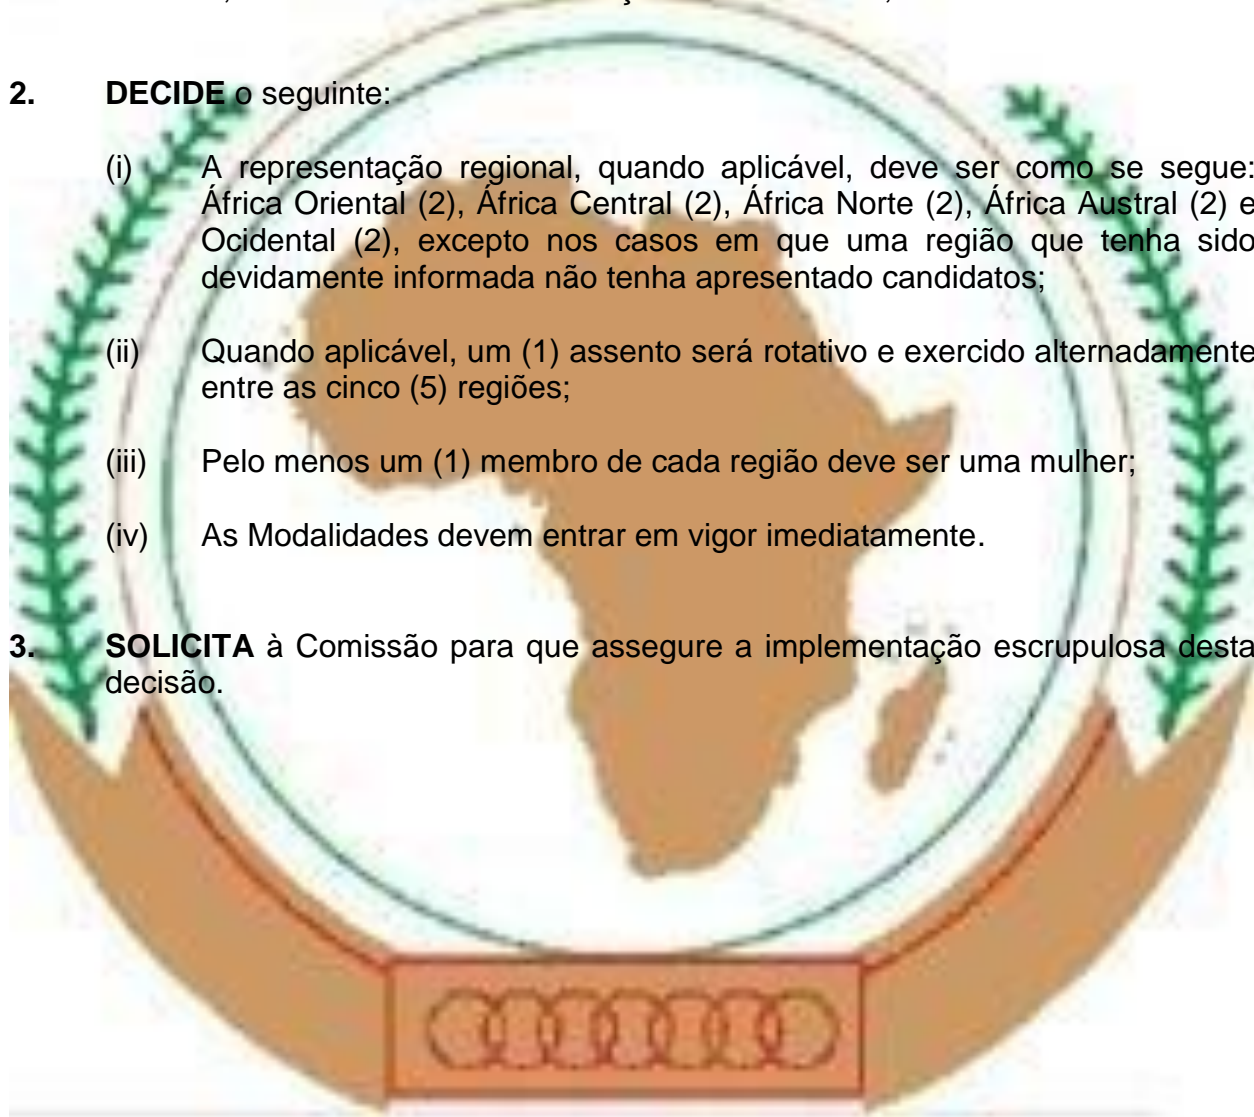 2. DECIDE o seguinte:
(i) A representação regional, quando aplicável, deve ser como se segue:
África Oriental (2), África Central (2), África Norte (2), África Austral (2) e
Ocidental (2), excepto nos casos em que uma região que tenha sido
devidamente informada não tenha apresentado candidatos;
(ii) Quando aplicável, um (1) assento será rotativo e exercido alternadamente
entre as cinco (5) regiões;
(iii) Pelo menos um (1) membro de cada região deve ser uma mulher;
(iv) As Modalidades devem entrar em vigor imediatamente.
3. SOLICITA à Comissão para que assegure a implementação escrupulosa desta
decisão.